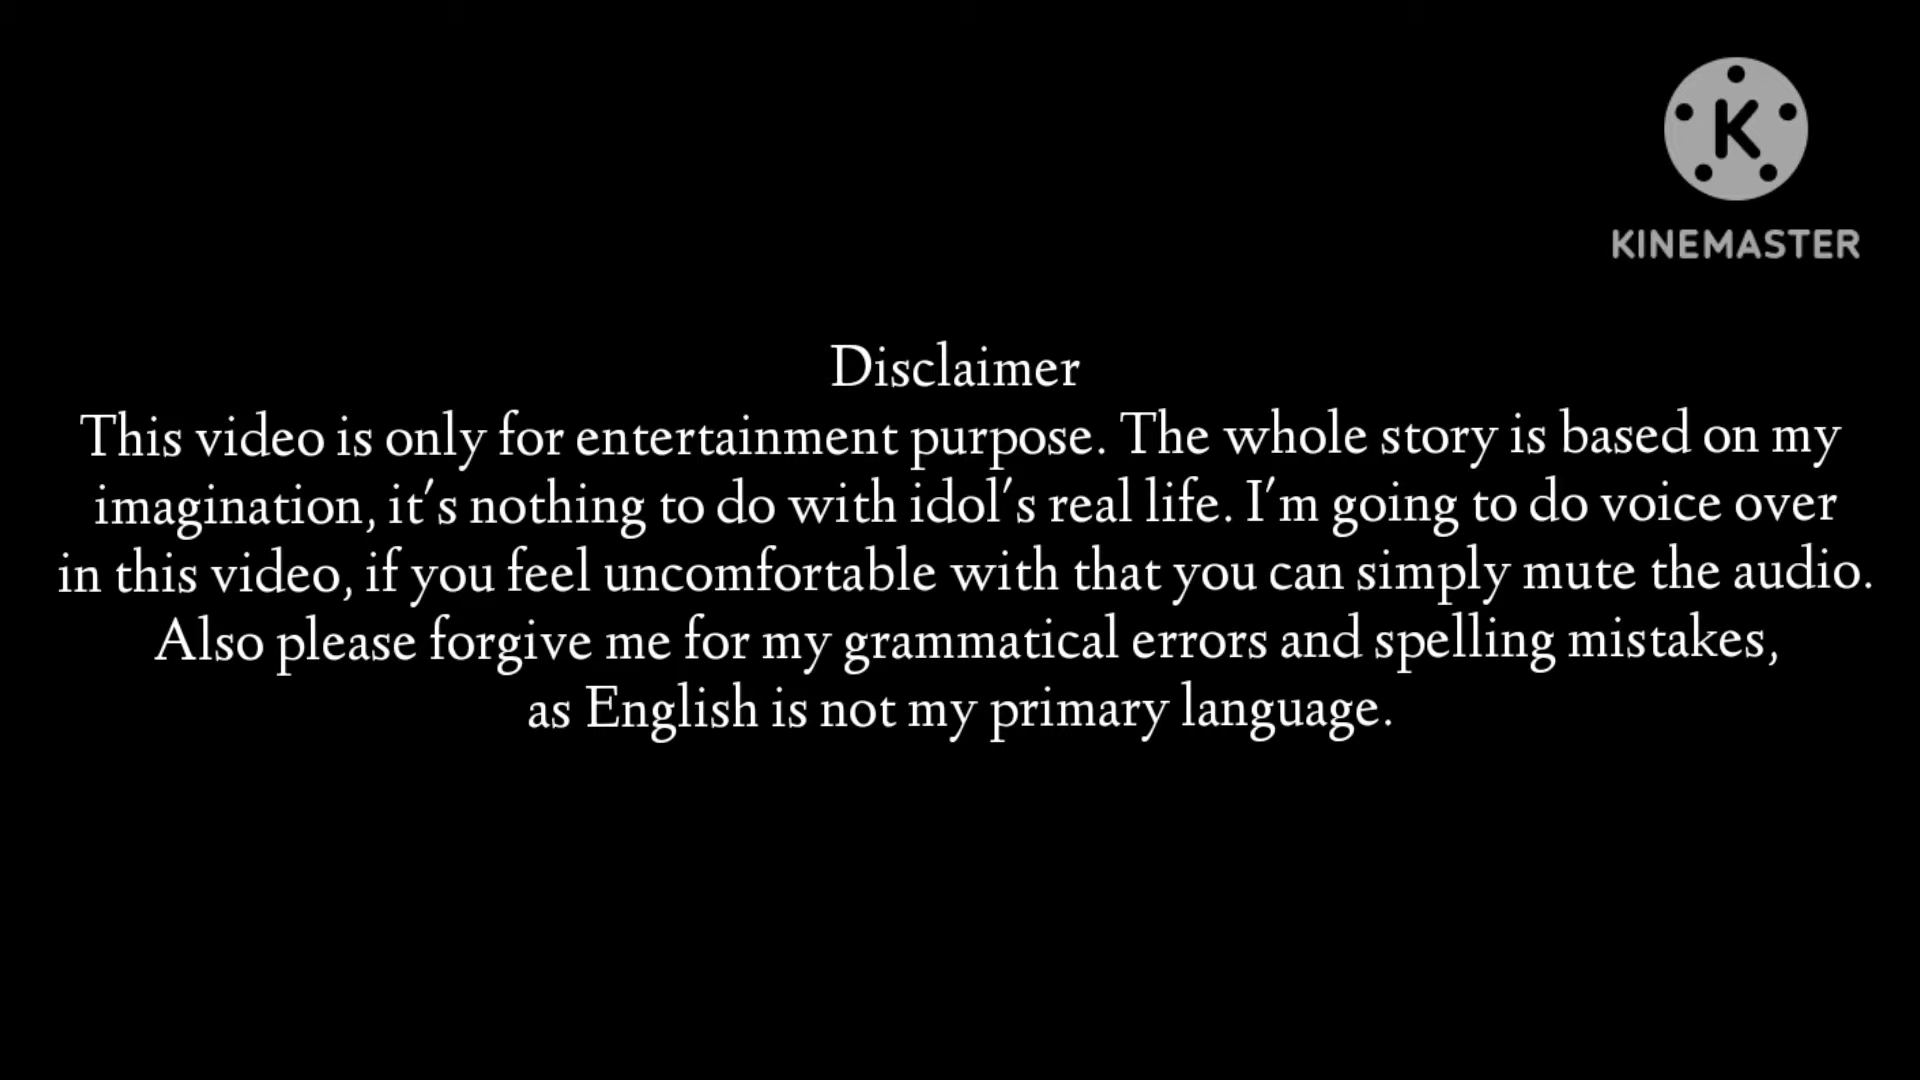 K
KINEMASTER
Disclaimer
This video is only for entertainment purpose. The whole story is based on my
imagination, it's nothing to do with idol's real life. I'm going to do voice over
in this video, if you feel uncomfortable with that you can simply mute the audio.
Also please forgive me for my grammatical errors and spelling mistakes,
as English is not my primary language.